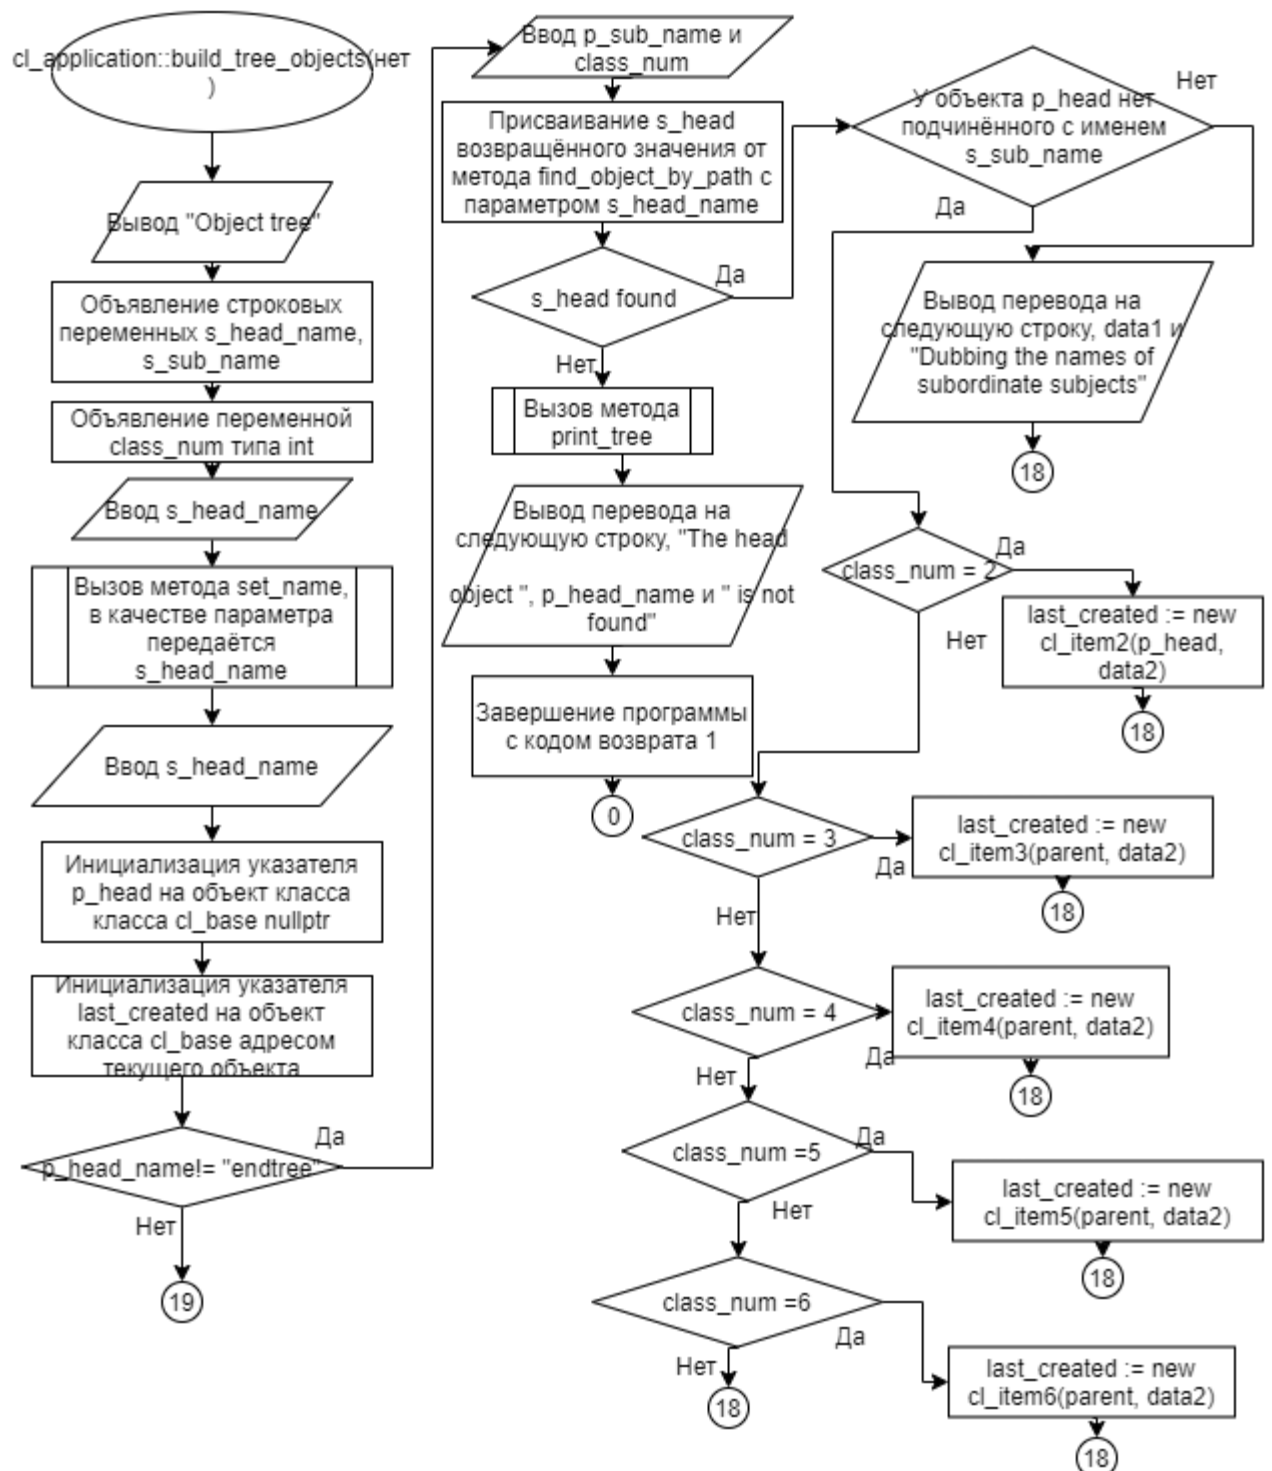 cl_application::build_tree_objects(нет
)
Вывод "Object tree"
Объявление строковых
переменных s_head_name,
s_sub_name
Объявление переменной
class_num типа int
Ввод s_head_name
Вызов метода set_name,
в качестве параметра
передаётся
s_head_name
Ввод s_head_name
Инициализация указателя
p_head на объект класса
класса cl_base nullptr
Инициализация указателя
last_created на объект
класса cl_base адресом
текущего объекта
p_head_name!= "endtree"
Да
Нет
19
Ввод p_sub_name и
class_num
Присваивание s_head
возвращённого значения от
метода find_object_by_path с
параметром s_head_name
s_head found
Да
Нет
Вызов метода
print_tree
Вывод перевода на
следующую строку, "The head
object ", p_head_name и " is not
found"
Завершение программы
с кодом возврата 1
0
У объекта p_head нет
подчинённого с именем
s_sub_name
Нет
Да
Вывод перевода на
следующую строку, data1 и
"Dubbing the names of
subordinate subjects"
18
class_num = 2
Да
Нет
last_created := new
cl_item2(p_head,
data2)
18
class_num = 3
Да
Нет
last_created := new
cl_item3(parent, data2)
18
class_num = 4
Да
Нет
last_created := new
cl_item4(parent, data2)
18
class_num =5
Да
Нет
last_created := new
cl_item5(parent, data2)
18
class_num =6
Да
Нет
18
last_created := new
cl_item6(parent, data2)
18